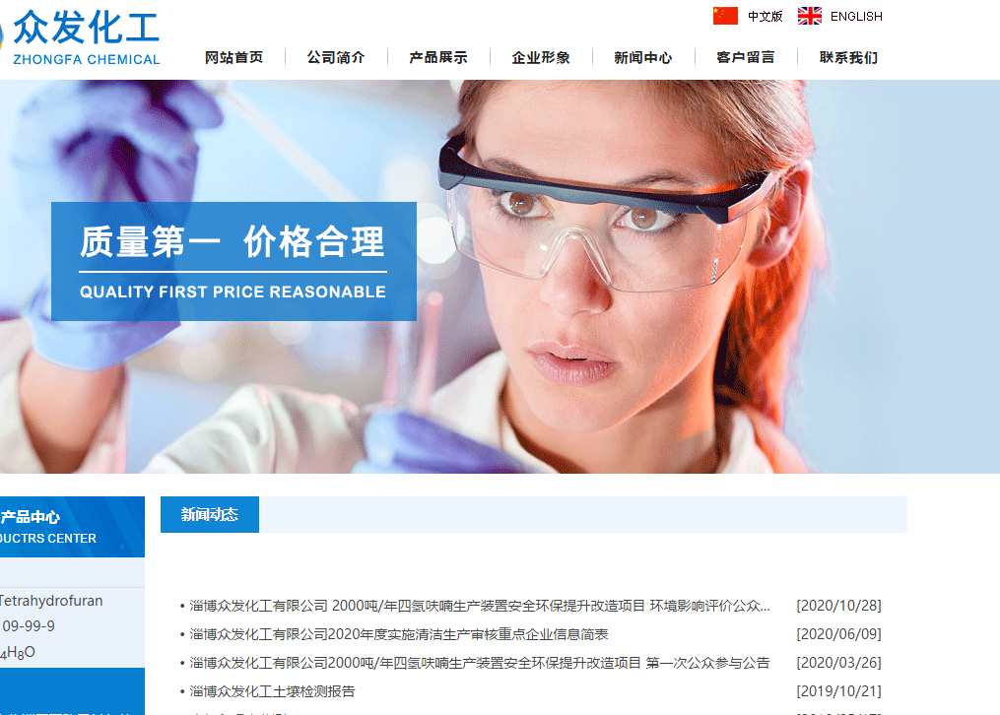 众发化工
ZHONGFA CHEMICAL
中文版 ENGLISH
网站首页 公司简介 产品展示 企业形象 新闻中心 客户留言 联系我们
质量第一 价格合理
QUALITY FIRST PRICE REASONABLE
产品中心
DUCTRS CENTER
Tetrahydrofuran
09-99-9
4H8O
新闻动态
• 淄博众发化工有限公司 2000吨/年四氢呋喃生产装置安全环保提升改造项目 环境影响评价公众... [2020/10/28]
• 淄博众发化工有限公司2020年度实施清洁生产审核重点企业信息简表 [2020/06/09]
• 淄博众发化工有限公司2000吨/年四氢呋喃生产装置安全环保提升改造项目 第一次公众参与公告 [2020/03/26]
• 淄博众发化工土壤检测报告 [2019/10/21]